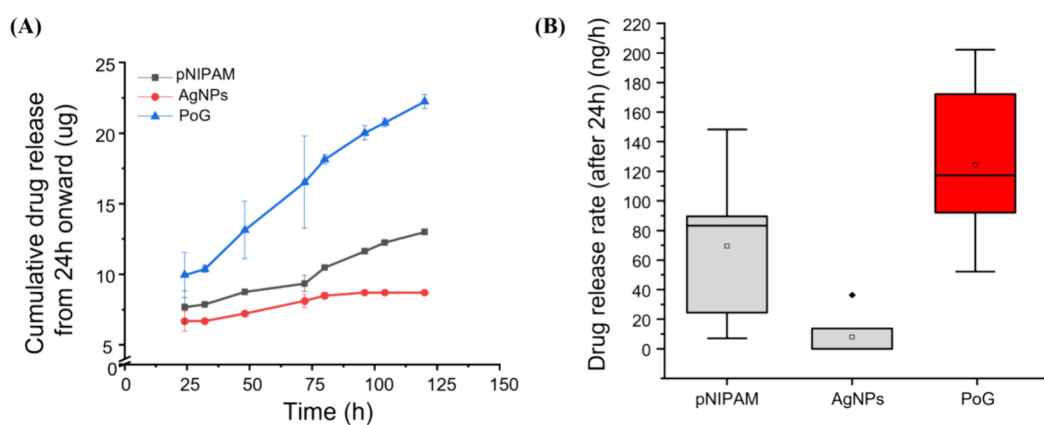 (A)
Cumulative drug release
from 24h onward (ug)
25
20
15
10
5
0
pNIPAM
AgNPs
PoG
0
25
50
75
100
125
150
Time (h)
(B)
Drug release rate (after 24h) (ng/h)
220
200
180
160
140
120
100
80
60
40
20
0
pNIPAM
AgNPs
PoG